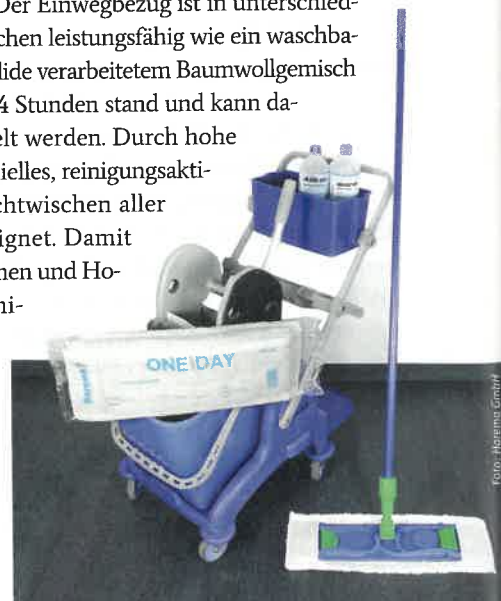 Der Einwegbezug ist in unterschied-
chen leistungsfähig wie ein waschba-
lide verarbeitetem Baumwollgemisch
4 Stunden stand und kann da-
elt werden. Durch hohe
ielles, reinigungsakti-
chtwischen aller
ignet. Damit
nen und Ho-
ni-
ONE DAY
Foto: Harema GmbH